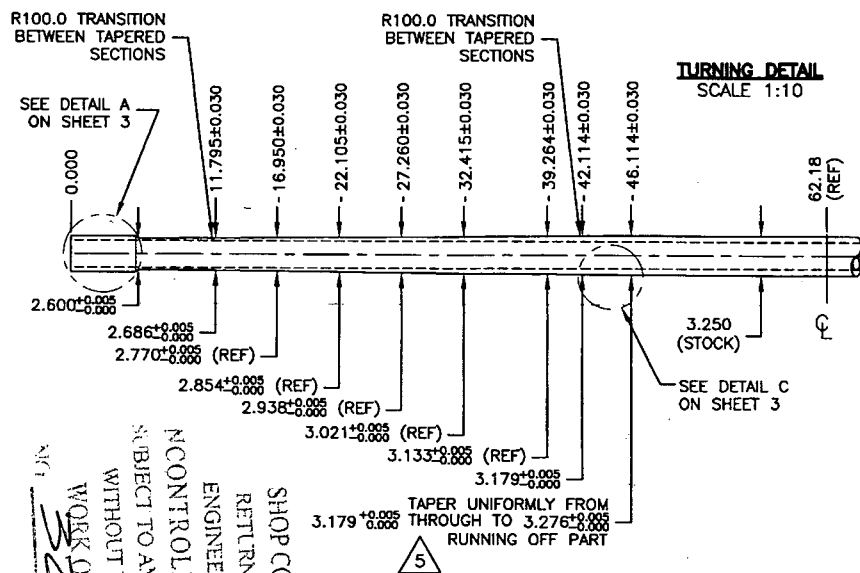 R100.0 TRANSITION
BETWEEN TAPERED
SECTIONS
R100.0 TRANSITION
BETWEEN TAPERED
SECTIONS
TURNING DETAIL
SCALE 1:10
SEE DETAIL A
ON SHEET 3
0.000
11.795±0.030
16.950±0.030
22.105±0.030
27.260±0.030
32.415±0.030
39.264±0.030
42.114±0.030
46.114±0.030
62.18
(REF)
2.600+0.005 -0.000
2.686+0.005 -0.000
2.770+0.005 -0.000 (REF)
2.854+0.005 -0.000 (REF)
2.938+0.005 -0.000 (REF)
3.021+0.005 -0.000 (REF)
3.133+0.005 -0.000 (REF)
3.179+0.005 -0.000
3.250
(STOCK)
℄
SEE DETAIL C
ON SHEET 3
TAPER UNIFORMLY FROM
3.179 +0.005 0.000 THROUGH TO 3.276+0.005 -0.000
RUNNING OFF PART
5
SHOP CO
RETURN
ENGINEE
NCONTROL
SUBJECT TO AN
WITHOUT
WORK O